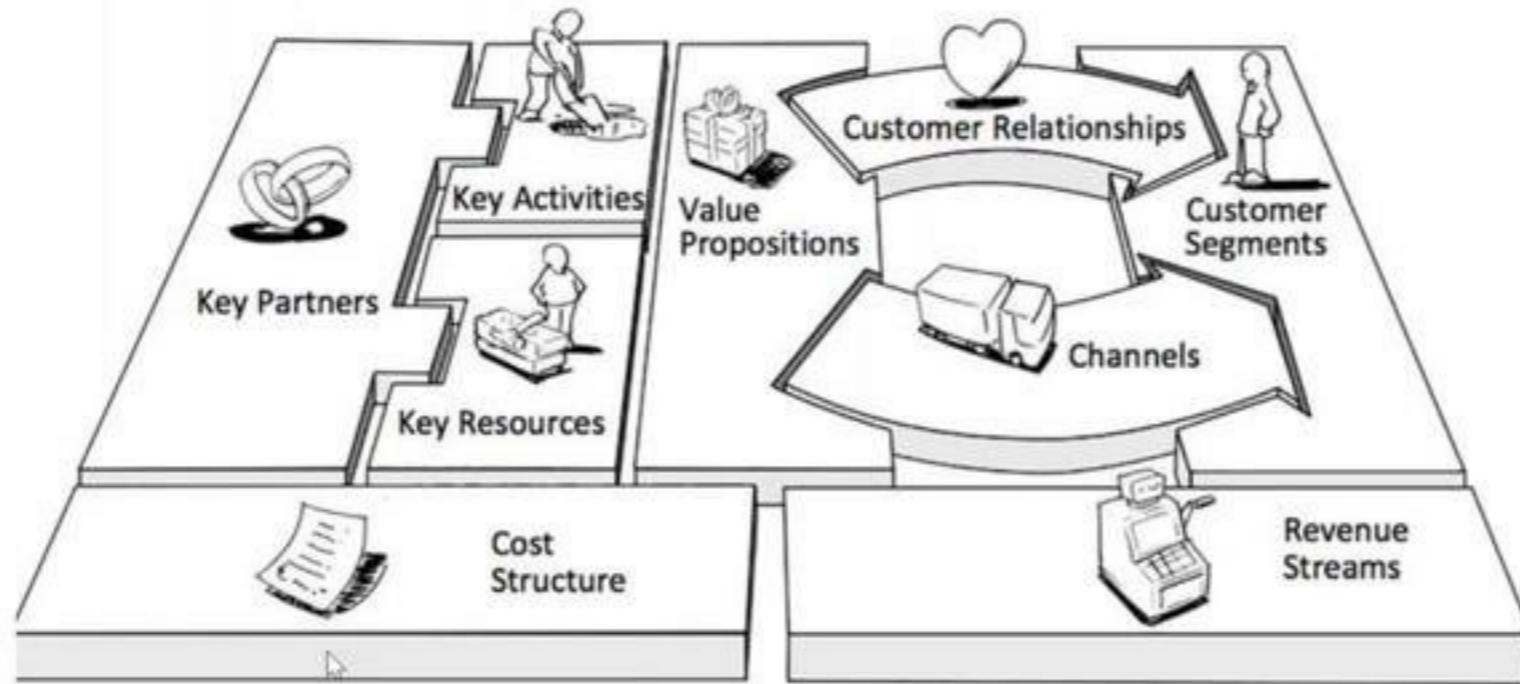 Customer Relationships
Key Activities
Value
Propositions
Customer
Segments
Key Partners
Channels
Key Resources
Cost
Structure
Revenue
Streams